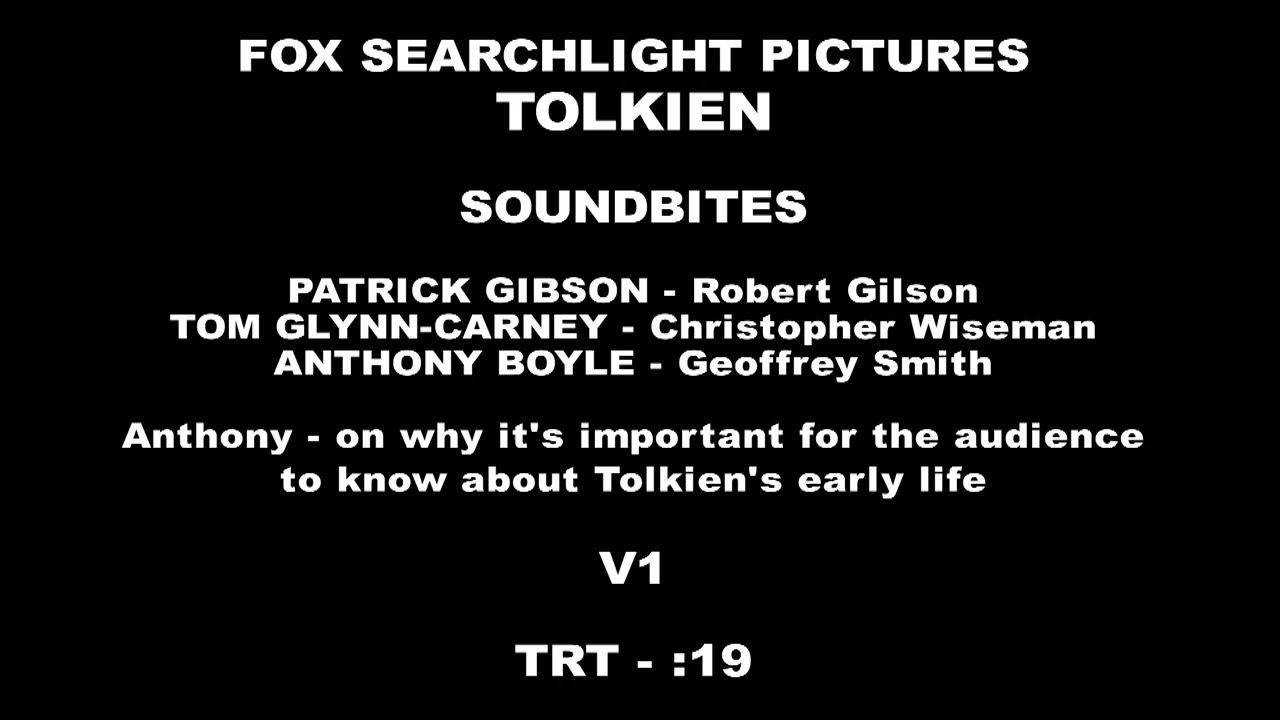 FOX SEARCHLIGHT PICTURES
TOLKIEN
SOUNDBITES
PATRICK GIBSON - Robert Gilson
TOM GLYNN-CARNEY - Christopher Wiseman
ANTHONY BOYLE - Geoffrey Smith
Anthony - on why it's important for the audience
to know about Tolkien's early life
V1
TRT - :19